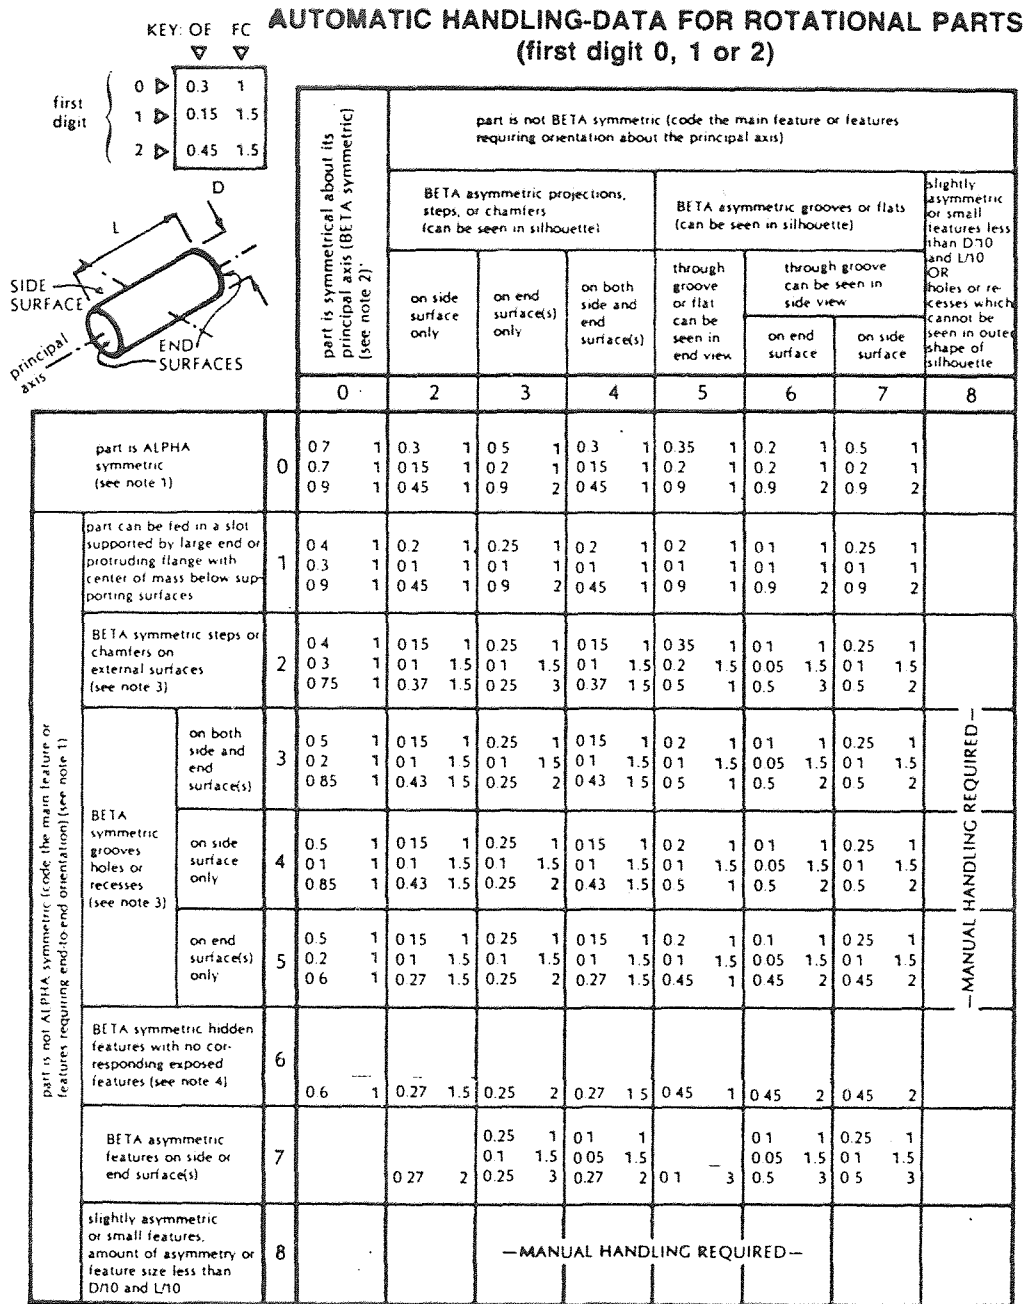 AUTOMATIC HANDLING-DATA FOR ROTATIONAL PARTS
(first digit 0, 1 or 2)
KEY: OE FC
first
digit
0 0.3 1
1 0.15 1.5
2 0.45 1.5
D
L
SIDE
SURFACE
END
SURFACES
principal
axis
part is symmetrical about its
principal axis (BETA symmetric)
(see note 2)
part is not BETA symmetric (code the main feature or features
requiring orientation about the principal axis)
BETA asymmetric projections,
steps, or chamfers
(can be seen in silhouette)
BETA asymmetric grooves or flats
(can be seen in silhouette)
slightly
asymmetric
or small
features less
than D/10
and L/10
OR
holes or re-
cesses which
cannot be
seen in outer
shape of
silhouette
on side
surface
only
on end
surface(s)
only
on both
side and
end
surface(s)
through
groove
or flat
can be
seen in
end view
through groove
can be seen in
side view
on end
surface
on side
surface
0 2 3 4 5 6 7 8
part is ALPHA
symmetric
(see note 1)
0
0 7 1 0.3 1 0 5 1 0 3 1 0.35 1 0.2 1 0.5 1
0.7 1 0 15 1 0.2 1 0 15 1 0 2 1 0.2 1 0 2 1
0 9 1 0 45 1 0 9 2 0 45 1 0 9 1 0.9 2 0 9 2
part is not ALPHA symmetric (code the main feature or
features requiring end-to-end orientation) (see note 1)
part can be fed in a slot
supported by large end or
protruding flange with
center of mass below sup-
porting surfaces
1
0 4 1 0.2 1 0.25 1 0 2 1 0 2 1 0 1 1 0.25 1
0.3 1 0 1 1 0 1 1 0 1 1 0 1 1 0 1 1 0 1 1
0 9 1 0.45 1 0 9 2 0 45 1 0 9 1 0.9 2 0 9 2
BETA symmetric steps or
chamfers on
external surfaces
(see note 3)
2
0 4 1 0 15 1 0.25 1 0 15 1 0 35 1 0 1 1 0.25 1
0 3 1 0 1 1.5 0 1 1.5 0 1 1.5 0.2 1.5 0.05 1.5 0 1 1.5
0 75 1 0.37 1.5 0 25 3 0.37 1 5 0 5 1 0.5 3 0 5 2
BETA
symmetric
grooves
holes or
recesses
(see note 3)
on both
side and
end
surface(s)
3
0 5 1 0 15 1 0.25 1 0 15 1 0 2 1 0 1 1 0.25 1
0 2 1 0 1 1.5 0 1 1.5 0 1 1.5 0 1 1.5 0.05 1.5 0 1 1.5
0 85 1 0.43 1.5 0.25 2 0 43 1 5 0 5 1 0.5 2 0.5 2
on side
surface
only
4
0.5 1 0 15 1 0.25 1 0 15 1 0 2 1 0 1 1 0.25 1
0 1 1 0 1 1.5 0 1 1.5 0 1 1.5 0 1 1.5 0.05 1.5 0 1 1.5
0.85 1 0.43 1.5 0.25 2 0.43 1.5 0 5 1 0.5 2 0.5 2
on end
surface(s)
only
5
0.5 1 0 15 1 0.25 1 0 15 1 0.2 1 0.1 1 0 25 1
0.2 1 0 1 1.5 0.1 1.5 0 1 1.5 0 1 1.5 0 05 1.5 0 1 1.5
0 6 1 0.27 1.5 0.25 2 0.27 1.5 0.45 1 0.45 2 0 45 2
BETA symmetric hidden
features with no cor-
responding exposed
features (see note 4)
6
0 6 1 0.27 1.5 0.25 2 0.27 1 5 0 45 1 0 45 2 0 45 2
BETA asymmetric
features on side or
end surface(s)
7
0.25 1 0 1 1 0 1 1 0.25 1
0 1 1.5 0 05 1.5 0 05 1.5 0 1 1.5
0 27 2 0.25 3 0.27 2 0 1 3 0.5 3 0 5 3
slightly asymmetric
or small features,
amount of asymmetry or
feature size less than
D/10 and L/10
8
—MANUAL HANDLING REQUIRED—
—MANUAL HANDLING REQUIRED—